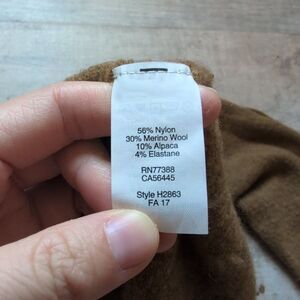 56% Nylon
30% Merino Wool
10% Alpaca
4% Elastane
RN77388
CA56445
Style H2863
FA 17